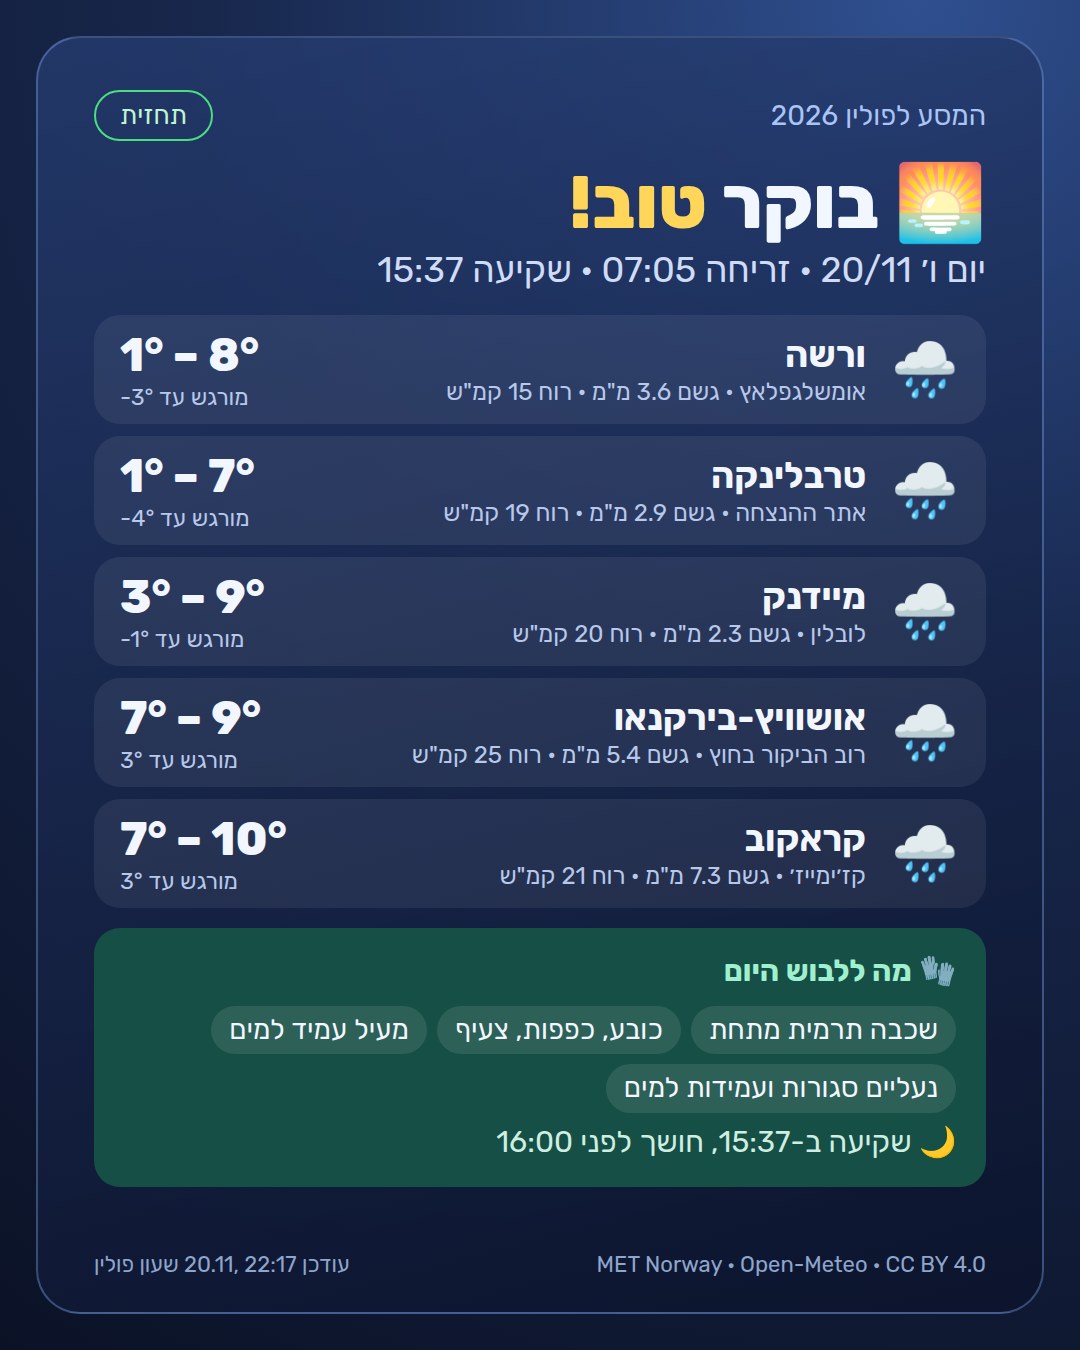 המסע לפולין 2026
תחזית
בוקר טוב!
יום ו׳ 20/11 • זריחה 07:05 • שקיעה 15:37
ורשה
אומשלגפלאץ • גשם 3.6 מ"מ • רוח 15 קמ"ש
1° – 8°
מורגש עד ‎-3°
טרבלינקה
אתר ההנצחה • גשם 2.9 מ"מ • רוח 19 קמ"ש
1° – 7°
מורגש עד ‎-4°
מיידנק
לובלין • גשם 2.3 מ"מ • רוח 20 קמ"ש
3° – 9°
מורגש עד ‎-1°
אושוויץ-בירקנאו
רוב הביקור בחוץ • גשם 5.4 מ"מ • רוח 25 קמ"ש
7° – 9°
מורגש עד 3°
קראקוב
קז׳ימייז׳ • גשם 7.3 מ"מ • רוח 21 קמ"ש
7° – 10°
מורגש עד 3°
מה ללבוש היום
שכבה תרמית מתחת
כובע, כפפות, צעיף
מעיל עמיד למים
נעליים סגורות ועמידות למים
שקיעה ב-15:37, חושך לפני 16:00
MET Norway • Open-Meteo • CC BY 4.0
עודכן 20.11, 22:17 שעון פולין